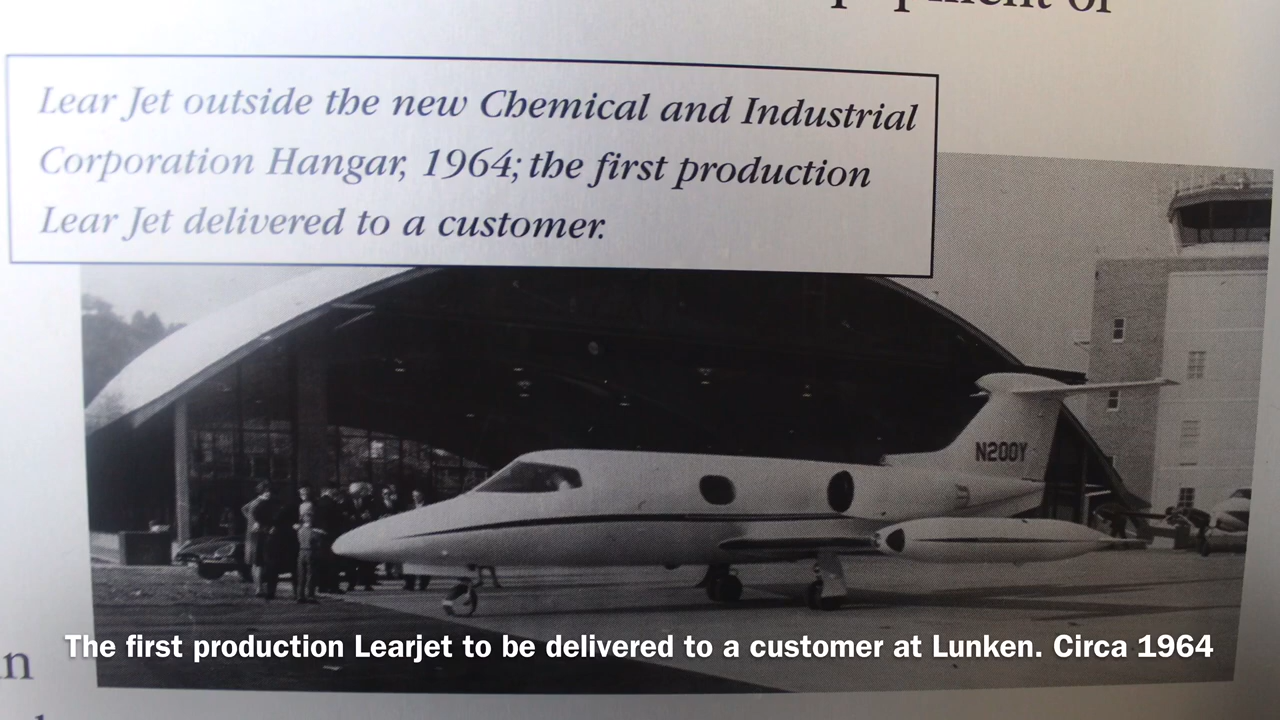 Lear Jet outside the new Chemical and Industrial
Corporation Hangar, 1964; the first production
Lear Jet delivered to a customer.
N200Y
The first production Learjet to be delivered to a customer at Lunken. Circa 1964